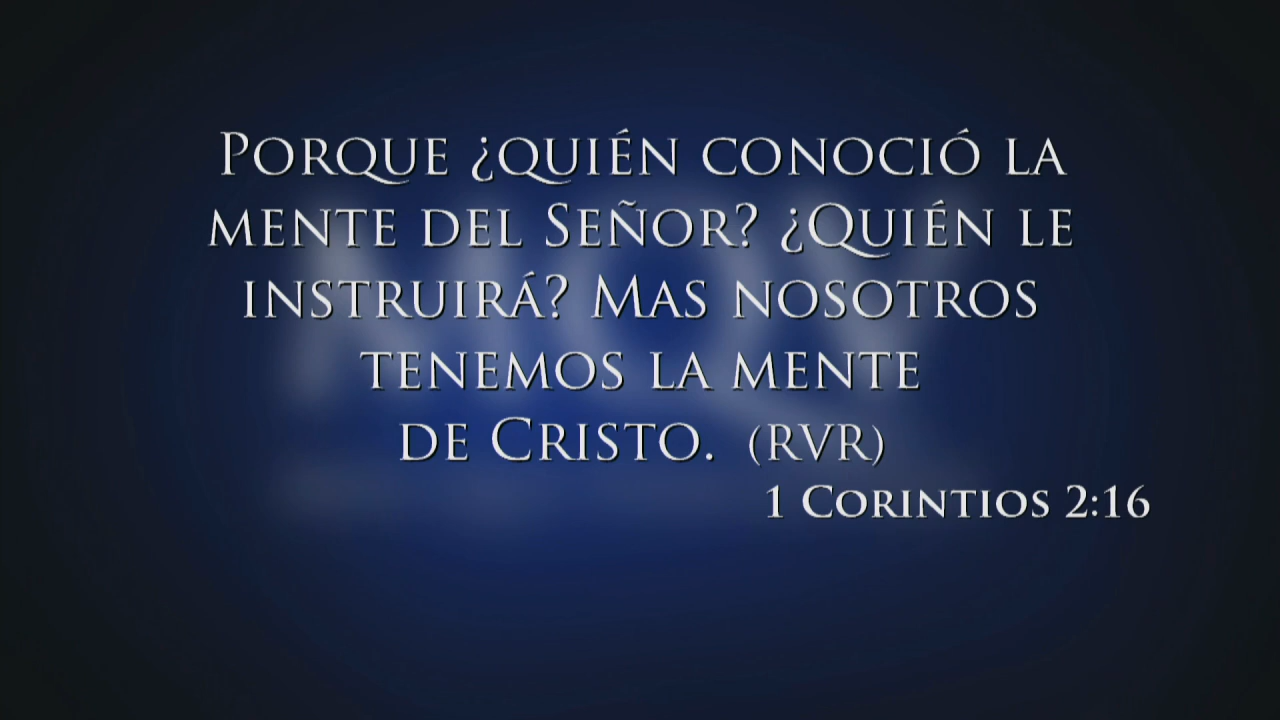 Porque ¿quién conoció la
mente del Señor? ¿Quién le
instruirá? Mas nosotros
tenemos la mente
de Cristo. (RVR)
1 Corintios 2:16